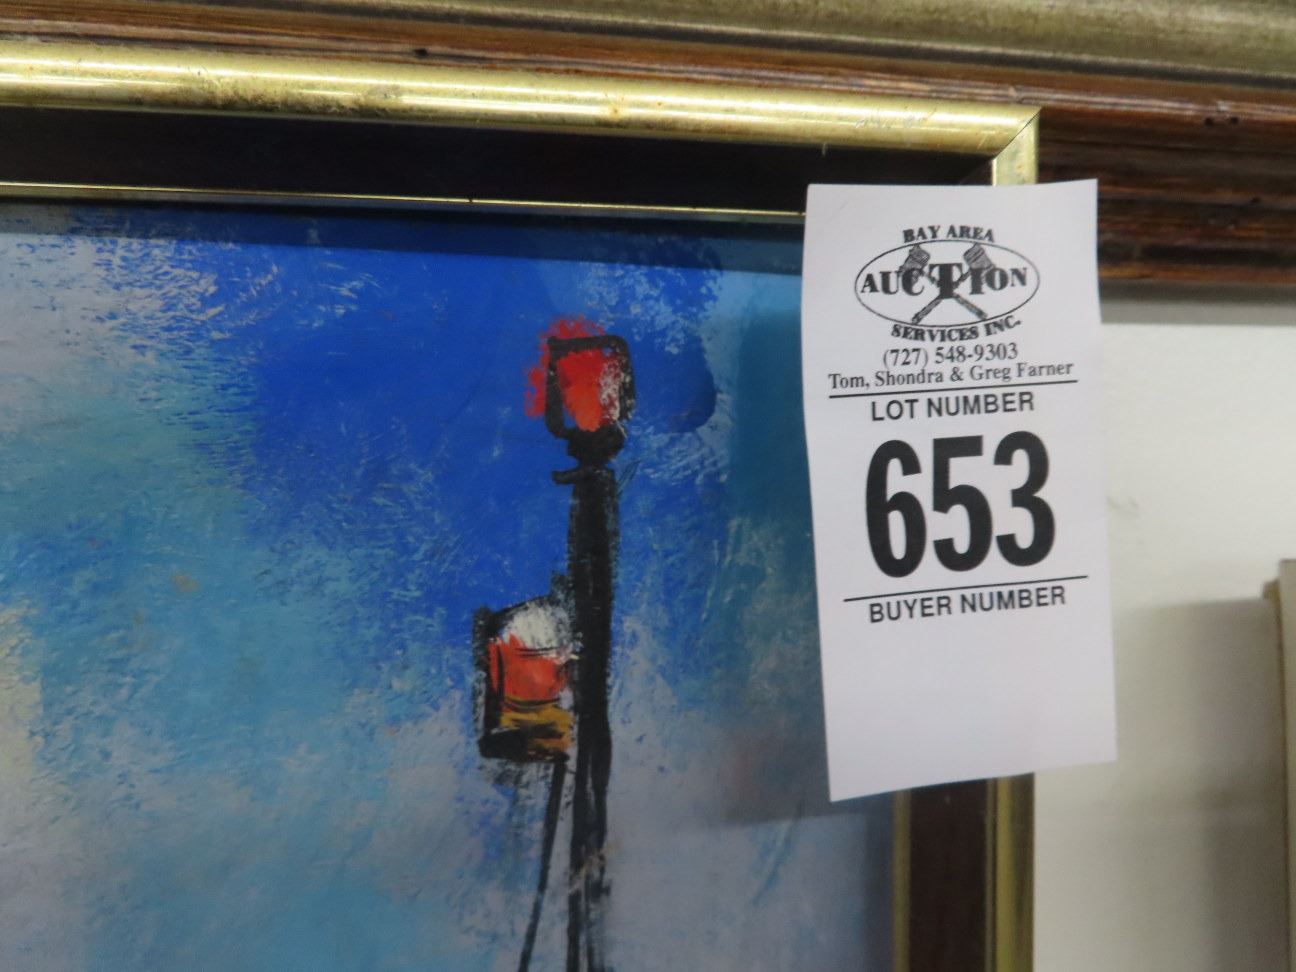 BAY AREA
AUCTION
SERVICES INC.
(727) 548-9303
Tom, Shondra & Greg Farner
LOT NUMBER
653
BUYER NUMBER